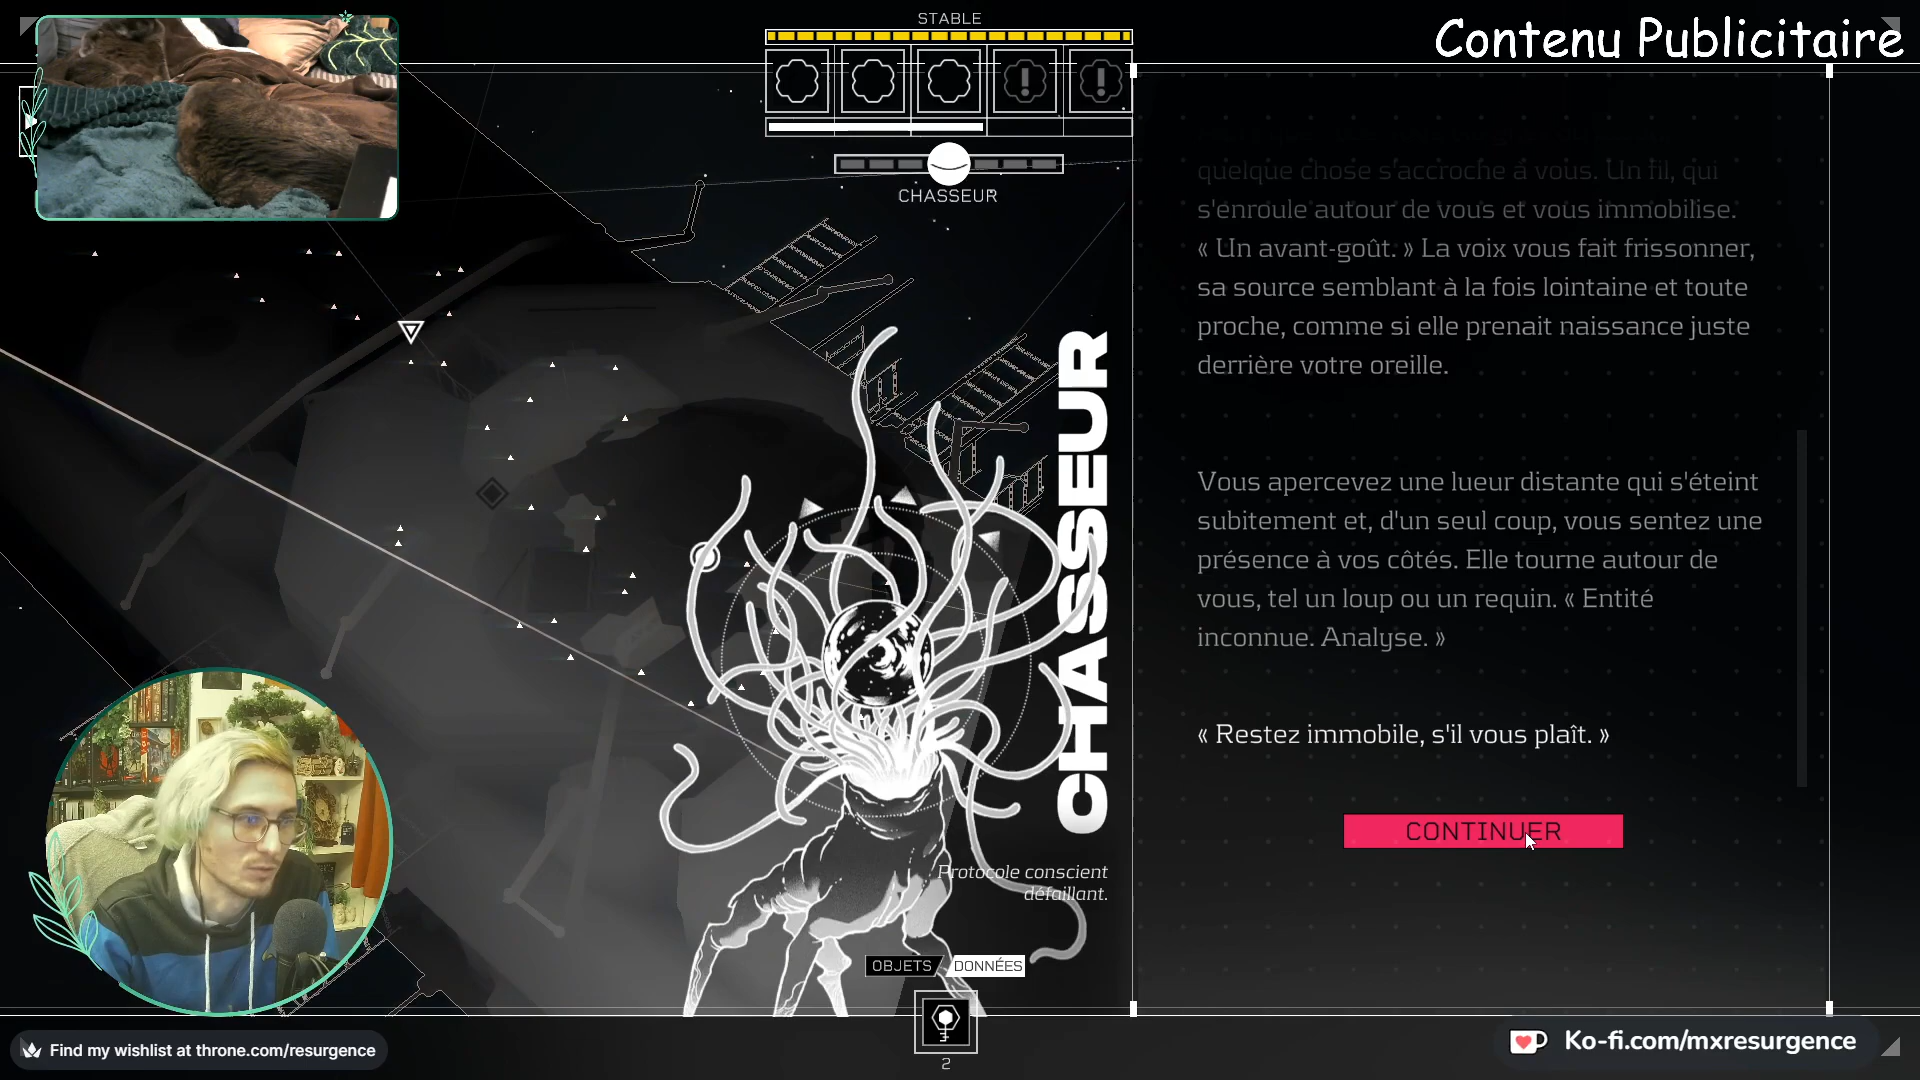 STABLE
Contenu Publicitaire
CHASSEUR
quelque chose s'accroche à vous. Un fil, qui
s'enroule autour de vous et vous immobilise.
« Un avant-goût. » La voix vous fait frissonner,
sa source semblant à la fois lointaine et toute
proche, comme si elle prenait naissance juste
derrière votre oreille.
Vous apercevez une lueur distante qui s'éteint
subitement et, d'un seul coup, vous sentez une
présence à vos côtés. Elle tourne autour de
vous, tel un loup ou un requin. « Entité
inconnue. Analyse. »
« Restez immobile, s'il vous plaît. »
CONTINUER
CHASSEUR
Protocole conscient
défaillant.
OBJETS
DONNÉES
2
Find my wishlist at throne.com/resurgence
Ko-fi.com/mxresurgence